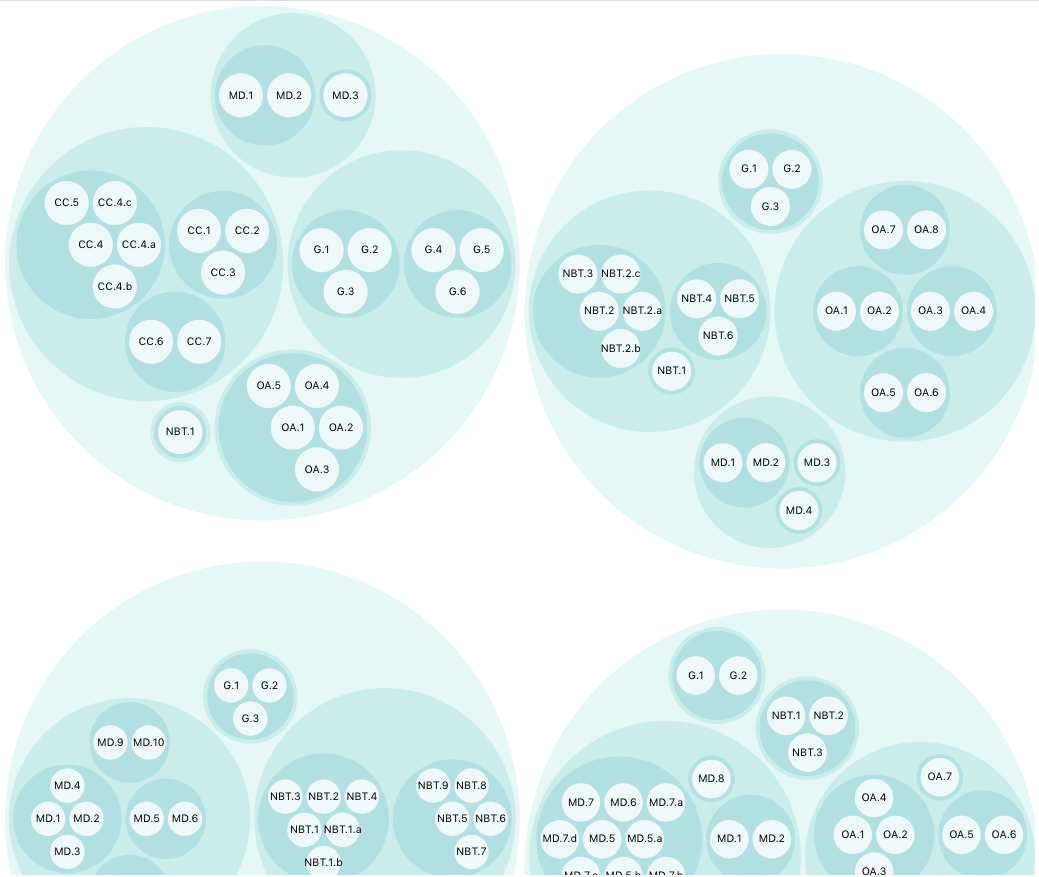 MD.1 MD.2 MD.3
CC.5 CC.4.c
CC.4 CC.4.a
CC.4.b
CC.1 CC.2
CC.3
CC.6 CC.7
G.1 G.2
G.3
G.4 G.5
G.6
NBT.1
OA.5 OA.4
OA.1 OA.2
OA.3
G.1 G.2
G.3
NBT.3 NBT.2.c
NBT.2 NBT.2.a
NBT.2.b
NBT.4 NBT.5
NBT.6
NBT.1
OA.7 OA.8
OA.1 OA.2 OA.3 OA.4
OA.5 OA.6
MD.1 MD.2 MD.3
MD.4
G.1 G.2
G.3
MD.9 MD.10
MD.4
MD.1 MD.2
MD.3
MD.5 MD.6
NBT.3 NBT.2 NBT.4
NBT.1 NBT.1.a
NBT.1.b
NBT.9 NBT.8
NBT.5 NBT.6
NBT.7
G.1 G.2
NBT.1 NBT.2
NBT.3
MD.8
MD.7 MD.6 MD.7.a
MD.7.d MD.5 MD.5.a
MD.5.b MD.7.b
MD.1 MD.2
OA.7
OA.4
OA.1 OA.2
OA.3
OA.5 OA.6